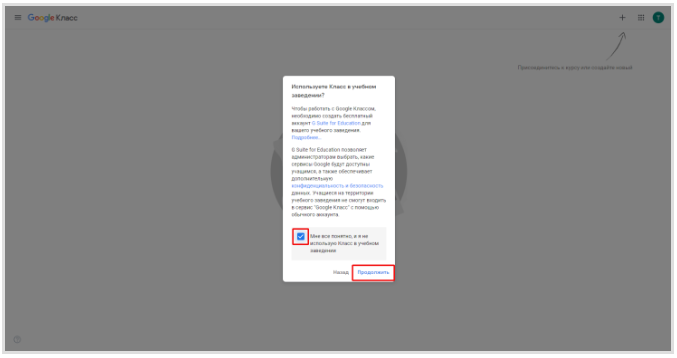 Google Класс
T
Присоединитесь к курсу или создайте новый.
Используете Класс в учебном
заведении?
Чтобы работать с Google Классом,
необходимо создать бесплатный
аккаунт G Suite for Education для
вашего учебного заведения.
Подробнее…
G Suite for Education позволяет
администраторам выбрать, какие
сервисы Google будут доступны
учащимся, а также обеспечивает
дополнительную
конфиденциальность и безопасность
данных. Учащиеся на территории
учебного заведения не смогут входить
в сервис "Google Класс" с помощью
обычного аккаунта.
Мне все понятно, и я не
использую Класс в учебном
заведении
Назад Продолжить